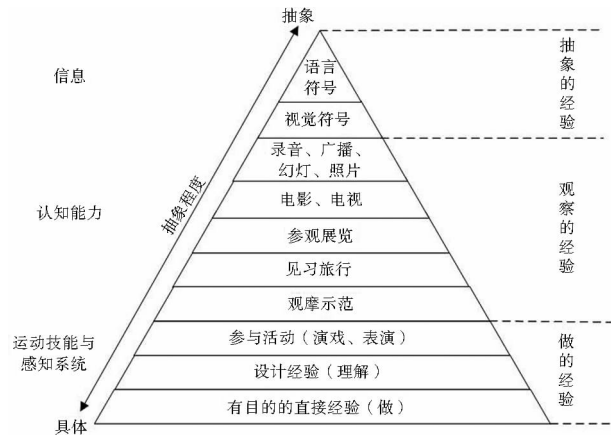 抽象
信息
语言
符号
抽象的经验
视觉符号
录音、广播、
幻灯、照片
抽象程度
认知能力
电影、电视
观察的经验
参观展览
见习旅行
观摩示范
运动技能与
感知系统
参与活动（演戏、表演）
做的经验
设计经验（理解）
有目的的直接经验（做）
具体